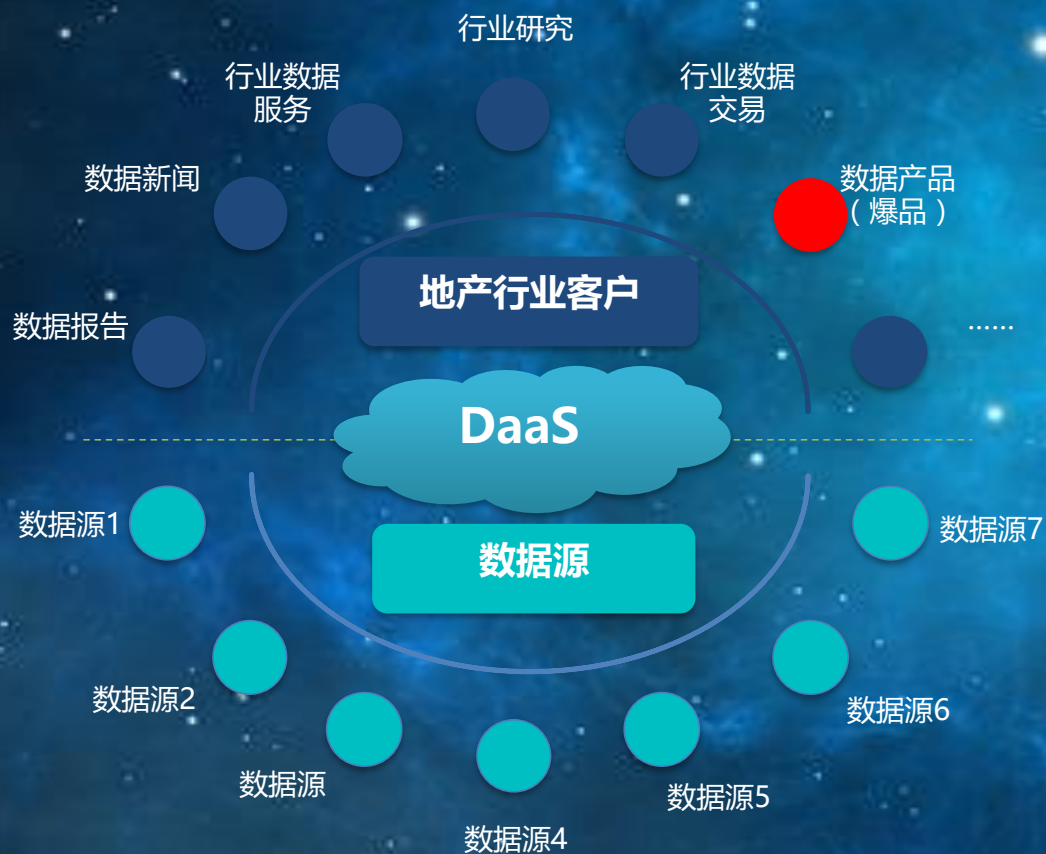 行业研究
行业数据
服务
行业数据
交易
数据新闻
数据产品
（爆品）
地产行业客户
数据报告
……
DaaS
数据源1
数据源7
数据源
数据源2
数据源6
数据源
数据源5
数据源4